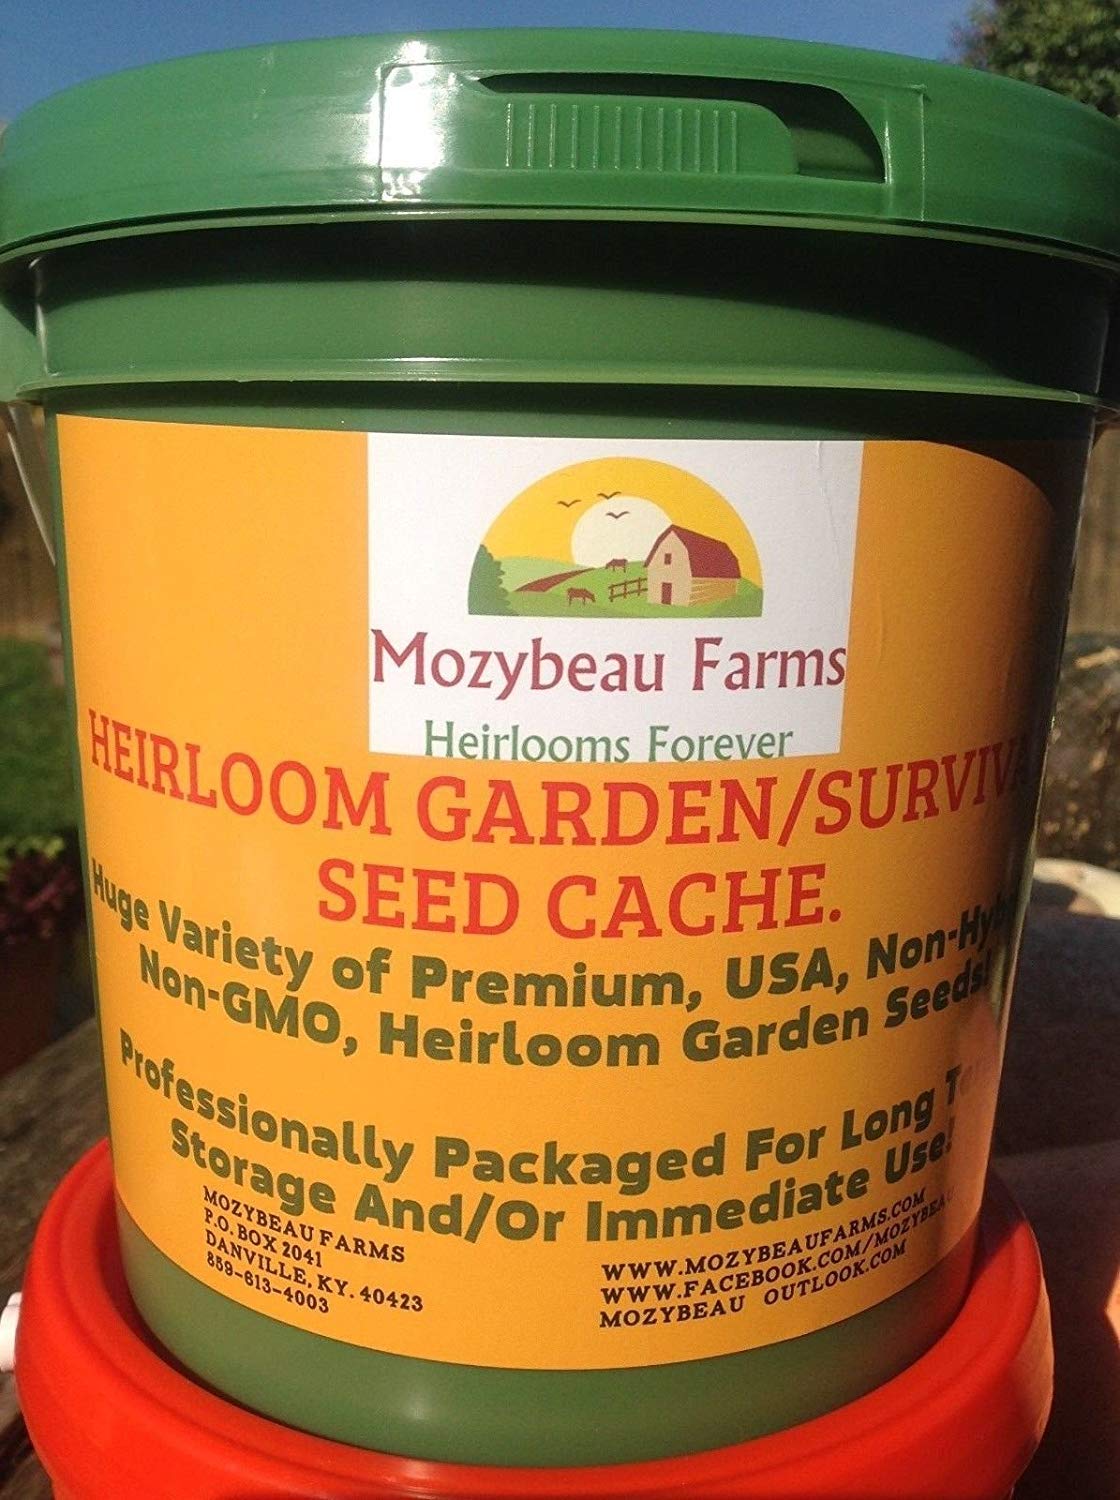 Mozybeau Farms
Heirlooms Forever
HEIRLOOM GARDEN/SURVIV
SEED CACHE.
Huge Variety of Premium, USA, Non-Hyb
Non-GMO, Heirloom Garden Seeds!
Professionally Packaged For Long T
Storage And/Or Immediate Use!
MOZYBEAU FARMS
P.O. BOX 2041
DANVILLE, KY. 40423
859-613-4003
WWW.MOZYBEAUFARMS.COM
WWW.FACEBOOK.COM/MOZYBEA
MOZYBEAU OUTLOOK.COM